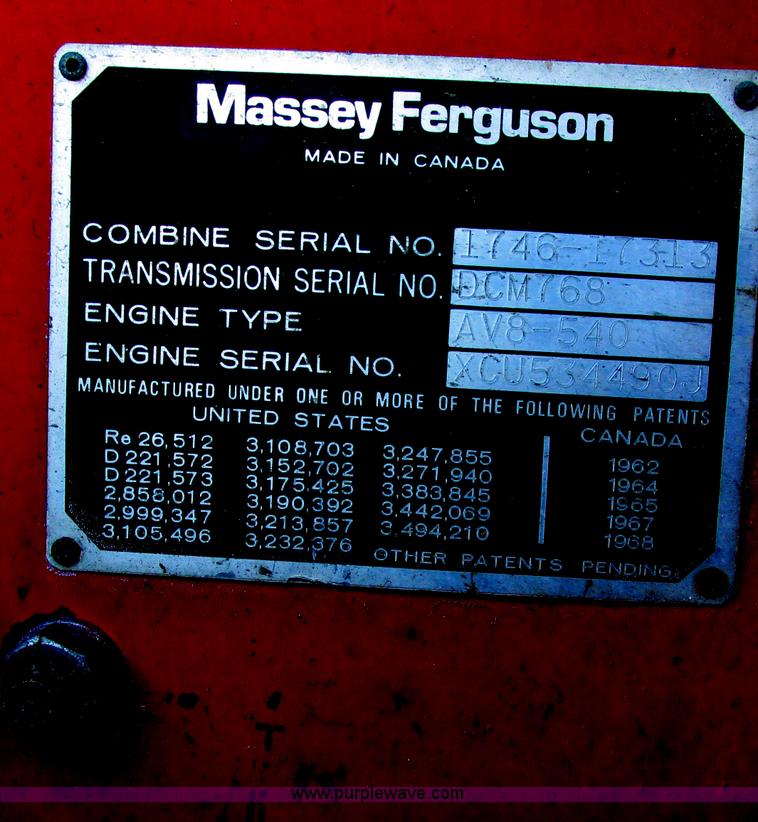 Massey Ferguson
MADE IN CANADA
COMBINE SERIAL NO. 1746-17313
TRANSMISSION SERIAL NO. DCM768
ENGINE TYPE AV8-540
ENGINE SERIAL NO. XCU534490J
MANUFACTURED UNDER ONE OR MORE OF THE FOLLOWING PATENTS
UNITED STATES CANADA
Re 26,512 3,108,703 3,247,855 1962
D 221,572 3,152,702 3,271,940 1964
D 221,573 3,175,425 3,383,845 1965
2,858,012 3,190,392 3,442,069 1967
2,999,347 3,213,857 3,494,210 1968
3,105,496 3,232,376 OTHER PATENTS PENDING.
www.purplewave.com